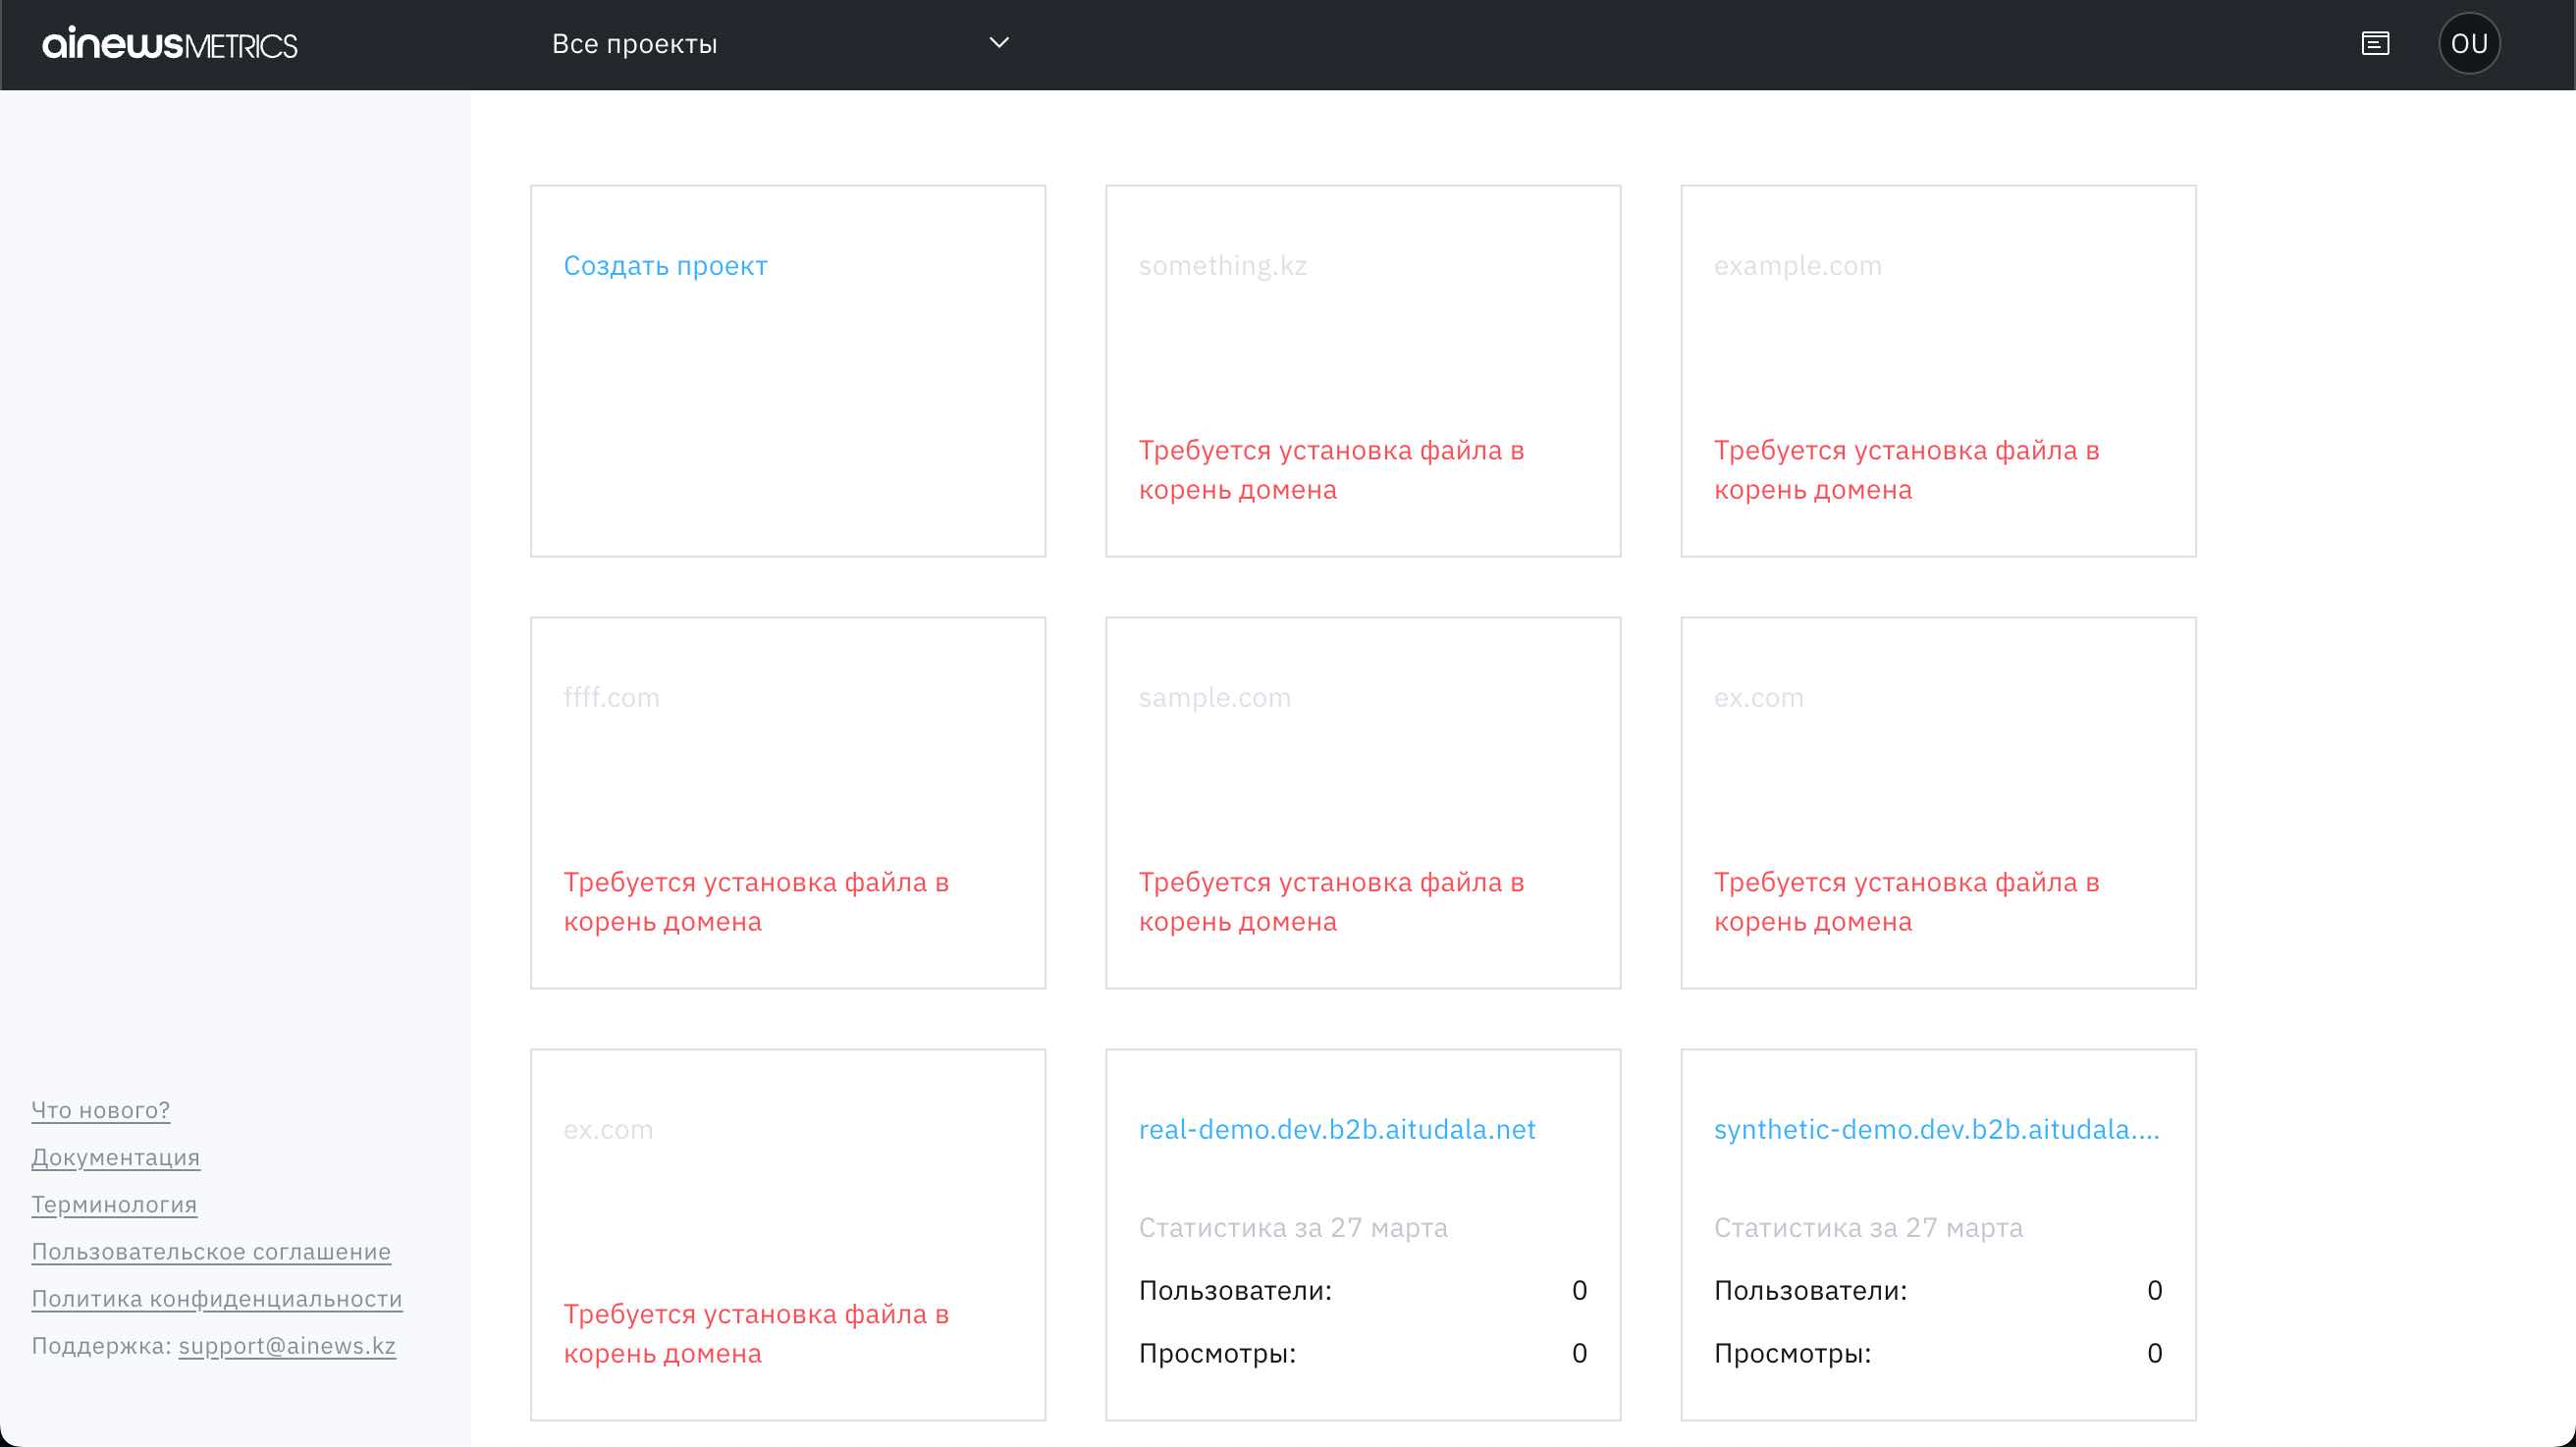 ainewsMETRICS
Все проекты
OU
Создать проект
something.kz
Требуется установка файла в
корень домена
example.com
Требуется установка файла в
корень домена
ffff.com
Требуется установка файла в
корень домена
sample.com
Требуется установка файла в
корень домена
ex.com
Требуется установка файла в
корень домена
ex.com
Требуется установка файла в
корень домена
real-demo.dev.b2b.aitudala.net
Статистика за 27 марта
Пользователи: 0
Просмотры: 0
synthetic-demo.dev.b2b.aitudala....
Статистика за 27 марта
Пользователи: 0
Просмотры: 0
Что нового?
Документация
Терминология
Пользовательское соглашение
Политика конфиденциальности
Поддержка: support@ainews.kz